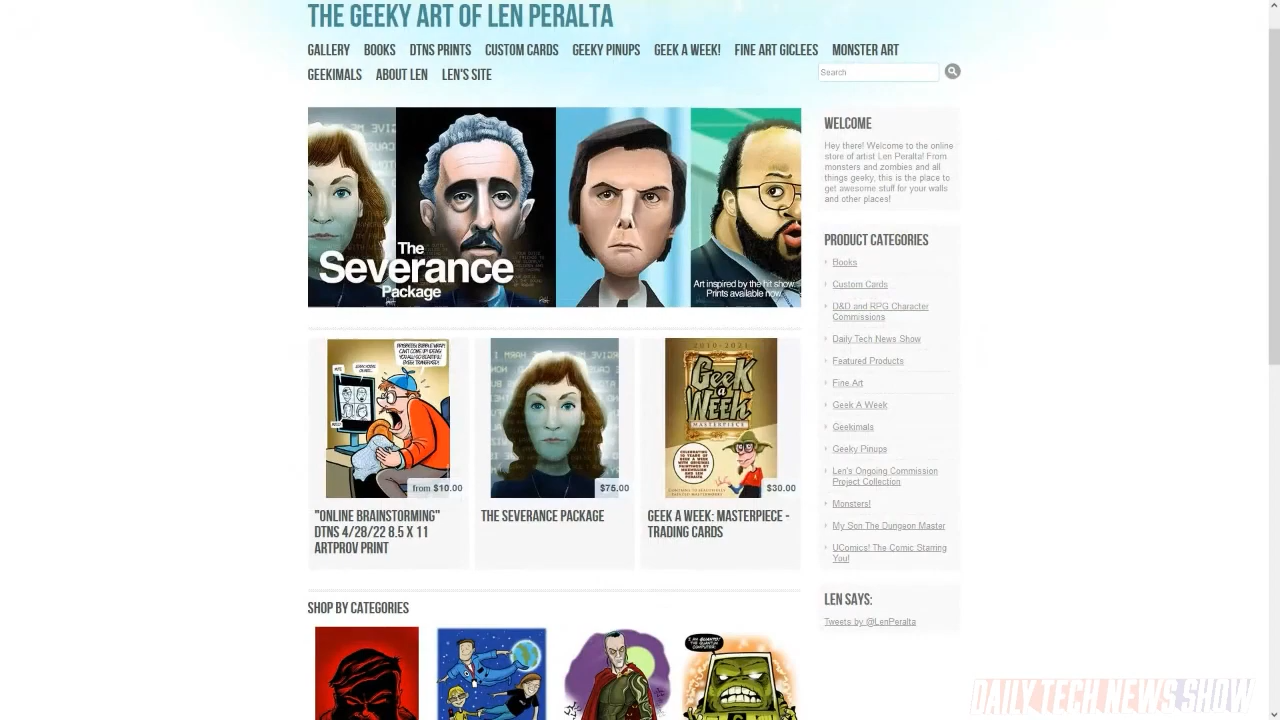 THE GEEKY ART OF LEN PERALTA
GALLERY BOOKS DTNS PRINTS CUSTOM CARDS GEEKY PINUPS GEEK A WEEK! FINE ART GICLEES MONSTER ART
GEEKIMALS ABOUT LEN LEN'S SITE
Search
The
Severance
Package
Art inspired by the hit show.
Prints available now.
WELCOME
Hey there! Welcome to the online
store of artist Len Peralta! From
monsters and zombies and all
things geeky, this is the place to
get awesome stuff for your walls
and other places!
PRODUCT CATEGORIES
Books
Custom Cards
D&D and RPG Character
Commissions
Daily Tech News Show
Featured Products
Fine Art
Geek A Week
Geekimals
Geeky Pinups
Len's Ongoing Commission
Project Collection
Monsters!
My Son The Dungeon Master
UComics! The Comic Starring
You!
LEN SAYS:
Tweets by @LenPeralta
from $10.00
"ONLINE BRAINSTORMING"
DTNS 4/28/22 8.5 X 11
ARTPROV PRINT
$75.00
THE SEVERANCE PACKAGE
2010-2021
GEEK
a
WEEK
MASTERPIECE
$30.00
GEEK A WEEK: MASTERPIECE -
TRADING CARDS
SHOP BY CATEGORIES
I AM QUANTO!
THE QUANTUM
COMPUTER!
DAILY TECH NEWS SHOW